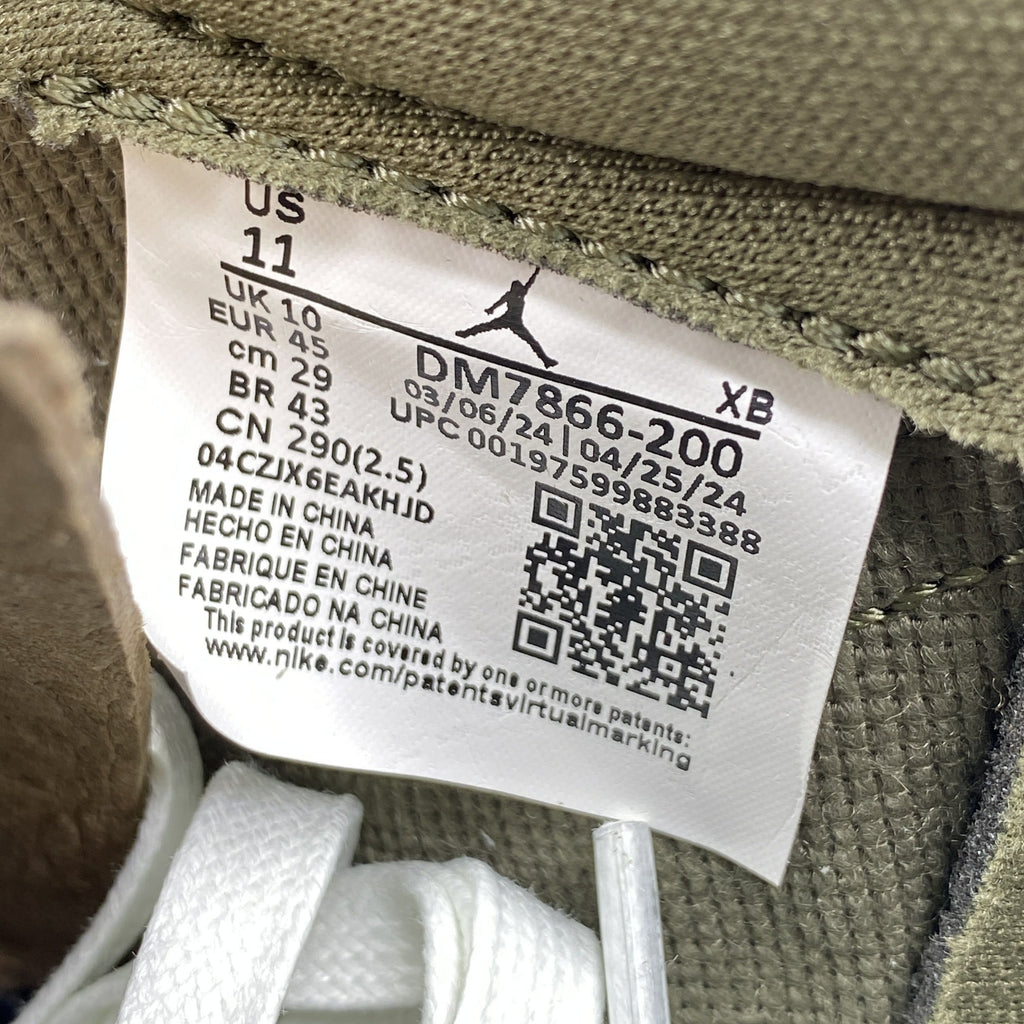 US
11
UK 10
EUR 45
cm 29
BR 43
CN 290(2.5)
04CZJX6EAKHJD
MADE IN CHINA
HECHO EN CHINA
FABRIQUE EN CHINE
FABRICADO NA CHINA
This product is covered by one or more patents:
www.nike.com/patentsvirtualmarking
XB
DM7866-200
03/06/24 | 04/25/24
UPC 00197599883388